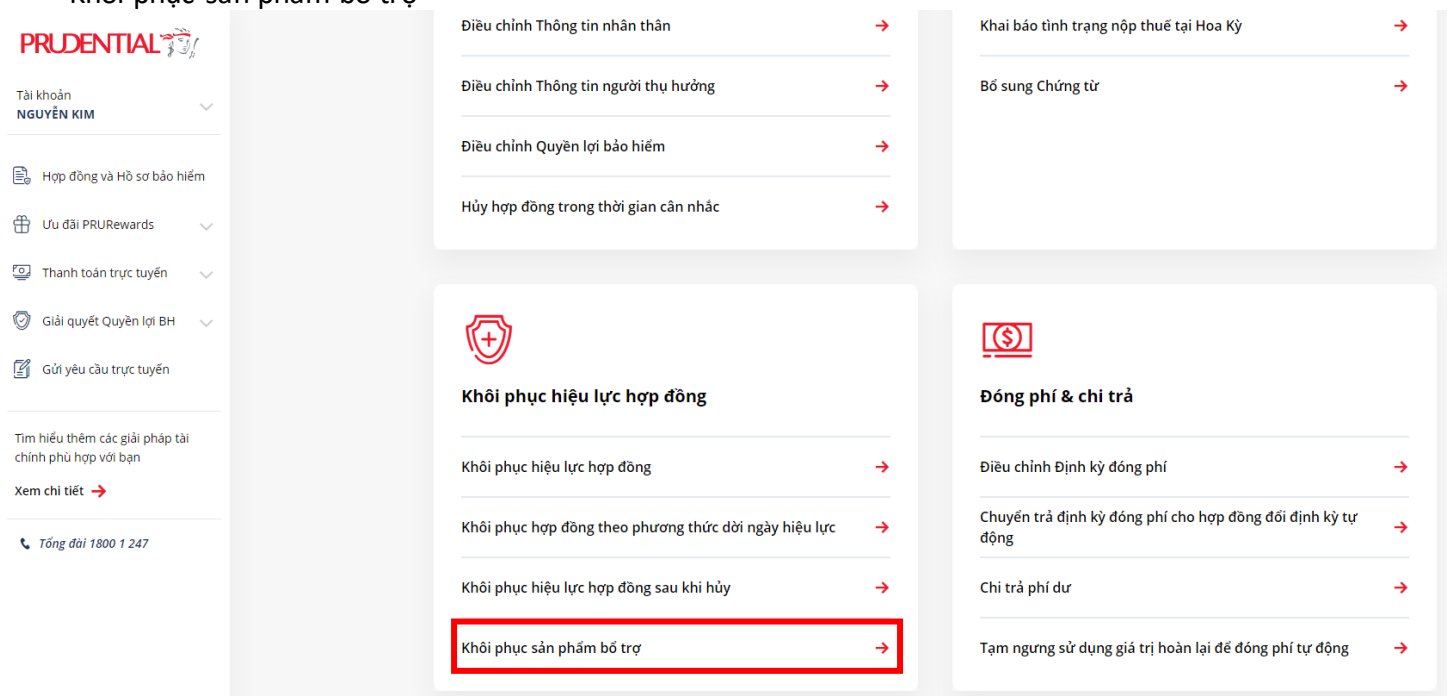 Khôi phục sản phẩm bổ trợ
PRUDENTIAL
Tài khoản
NGUYỄN KIM
Hợp đồng và Hồ sơ bảo hiểm
Ưu đãi PRURewards
Thanh toán trực tuyến
Giải quyết Quyền lợi BH
Gửi yêu cầu trực tuyến
Tìm hiểu thêm các giải pháp tài
chính phù hợp với bạn
Xem chi tiết
Tổng đài 1800 1 247
Điều chỉnh Thông tin nhân thân
Điều chỉnh Thông tin người thụ hưởng
Điều chỉnh Quyền lợi bảo hiểm
Hủy hợp đồng trong thời gian cân nhắc
Khai báo tình trạng nộp thuế tại Hoa Kỳ
Bổ sung Chứng từ
Khôi phục hiệu lực hợp đồng
Khôi phục hiệu lực hợp đồng
Khôi phục hợp đồng theo phương thức dời ngày hiệu lực
Khôi phục hiệu lực hợp đồng sau khi hủy
Khôi phục sản phẩm bổ trợ
Đóng phí & chi trả
Điều chỉnh Định kỳ đóng phí
Chuyển trả định kỳ đóng phí cho hợp đồng đổi định kỳ tự
động
Chi trả phí dư
Tạm ngưng sử dụng giá trị hoàn lại để đóng phí tự động